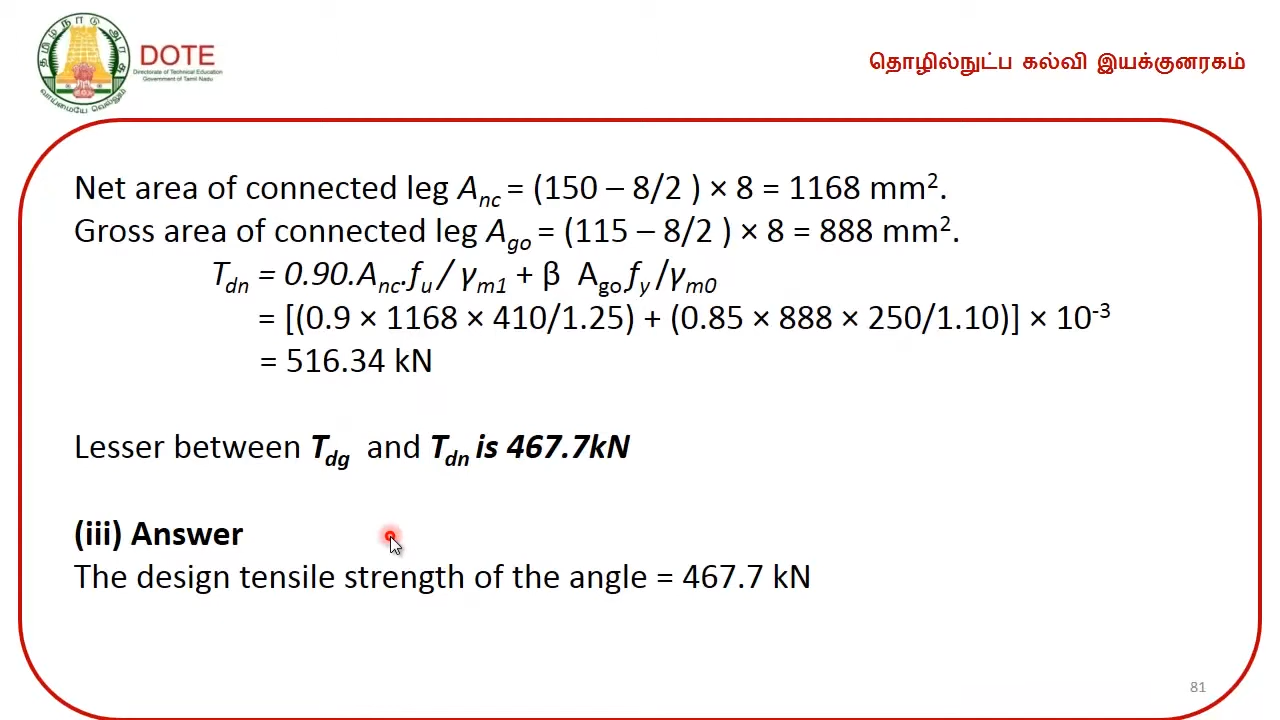 தமிழ்நாடு அரசு
வாய்மையே வெல்லும்
DOTE
Directorate of Technical Education
Government of Tamil Nadu
தொழில்நுட்ப கல்வி இயக்குனரகம்
Net area of connected leg Anc = (150 – 8/2 ) × 8 = 1168 mm².
Gross area of connected leg Ago = (115 – 8/2 ) × 8 = 888 mm².
Tdn = 0.90.Anc.fu / γm1 + β Ago fy /γm0
= [(0.9 × 1168 × 410/1.25) + (0.85 × 888 × 250/1.10)] × 10⁻³
= 516.34 kN
Lesser between Tdg and Tdn is 467.7kN
(iii) Answer
The design tensile strength of the angle = 467.7 kN
81